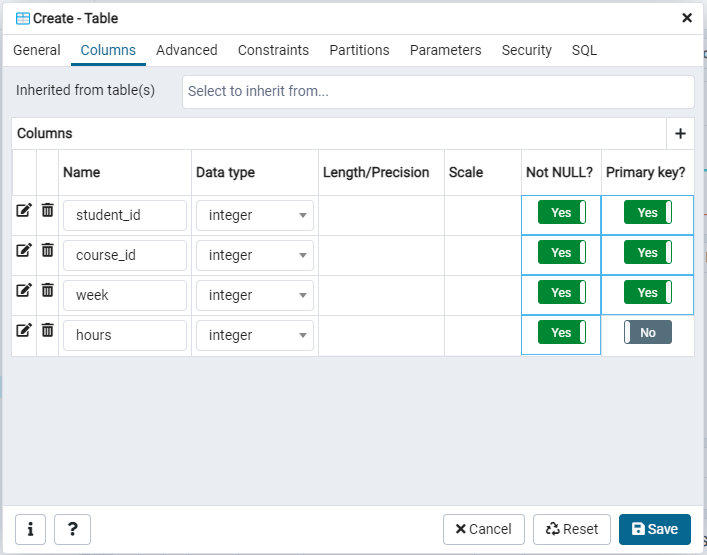 Create - Table
General Columns Advanced Constraints Partitions Parameters Security SQL
Inherited from table(s) Select to inherit from...
Columns
Name Data type Length/Precision Scale Not NULL? Primary key?
student_id integer Yes Yes
course_id integer Yes Yes
week integer Yes Yes
hours integer Yes No
i ? Cancel Reset Save